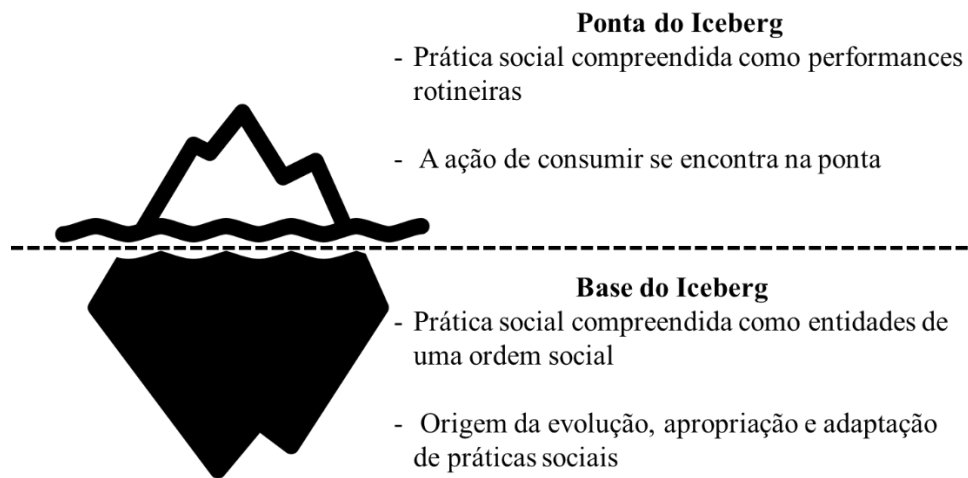 Ponta do Iceberg
- Prática social compreendida como performances
rotineiras
- A ação de consumir se encontra na ponta
Base do Iceberg
- Prática social compreendida como entidades de
uma ordem social
- Origem da evolução, apropriação e adaptação
de práticas sociais